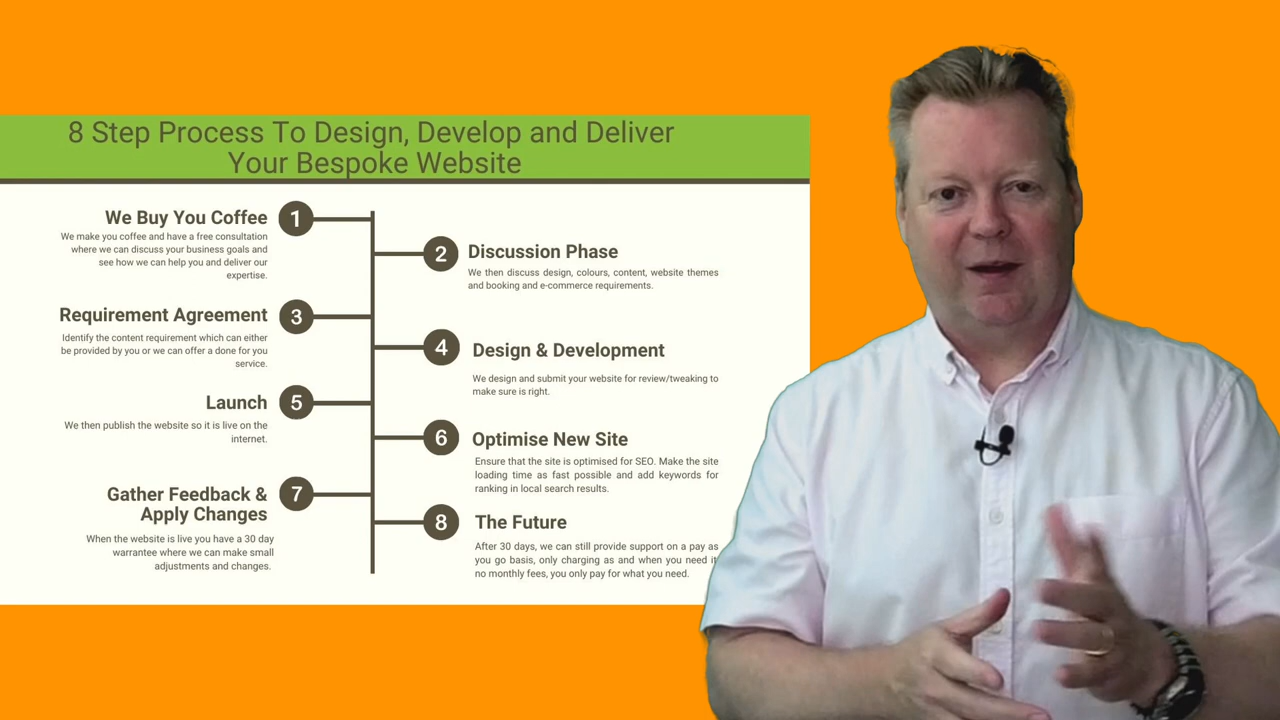 8 Step Process To Design, Develop and Deliver
Your Bespoke Website
We Buy You Coffee
1
We make you coffee and have a free consultation
where we can discuss your business goals and
see how we can help you and deliver our
expertise.
2
Discussion Phase
We then discuss design, colours, content, website themes
and booking and e-commerce requirements.
Requirement Agreement
3
Identify the content requirement which can either
be provided by you or we can offer a done for you
service.
4
Design & Development
We design and submit your website for review/tweaking to
make sure is right.
Launch
5
We then publish the website so it is live on the
internet.
6
Optimise New Site
Ensure that the site is optimised for SEO. Make the site
loading time as fast possible and add keywords for
ranking in local search results.
Gather Feedback &
Apply Changes
7
When the website is live you have a 30 day
warrantee where we can make small
adjustments and changes.
8
The Future
After 30 days, we can still provide support on a pay as
you go basis, only charging as and when you need it
no monthly fees, you only pay for what you need.